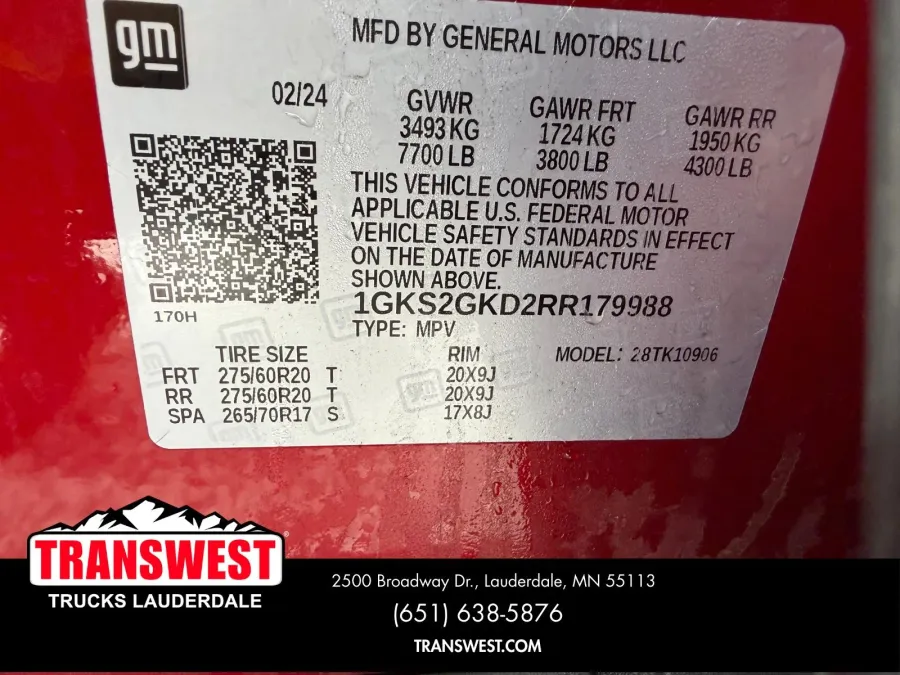 gm
MFD BY GENERAL MOTORS LLC
02/24
GVWR GAWR FRT GAWR RR
3493 KG 1724 KG 1950 KG
7700 LB 3800 LB 4300 LB
THIS VEHICLE CONFORMS TO ALL
APPLICABLE U.S. FEDERAL MOTOR
VEHICLE SAFETY STANDARDS IN EFFECT
ON THE DATE OF MANUFACTURE
SHOWN ABOVE.
1GKS2GKD2RR179988
170H
TYPE: MPV
TIRE SIZE RIM MODEL: 28TK10906
FRT 275/60R20 T 20X9J
RR 275/60R20 T 20X9J
SPA 265/70R17 S 17X8J
TRANSWEST®
TRUCKS LAUDERDALE
2500 Broadway Dr., Lauderdale, MN 55113
(651) 638-5876
TRANSWEST.COM